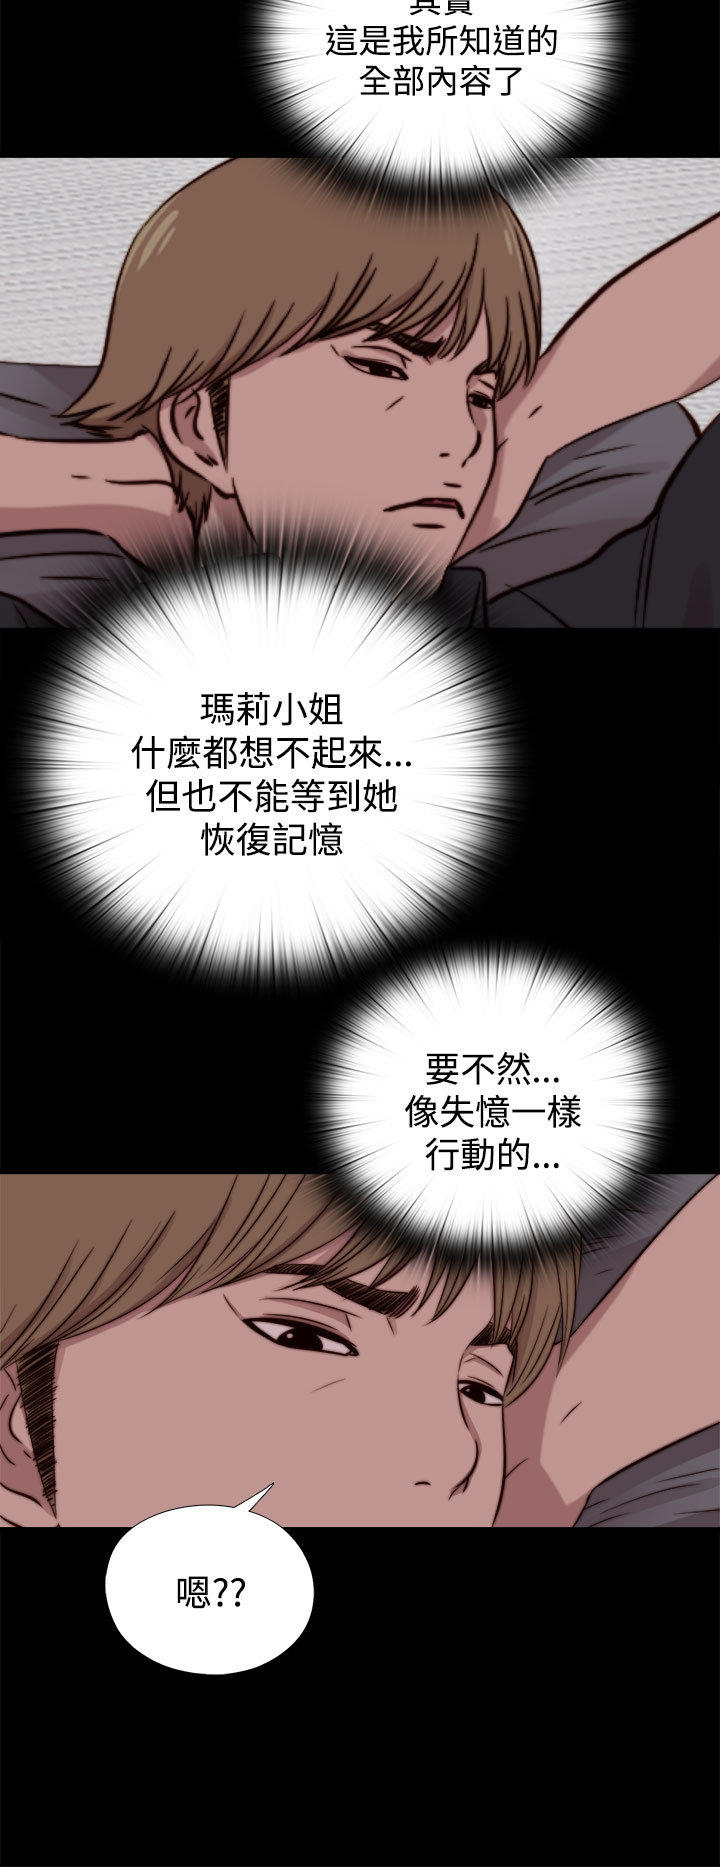 其實
這是我所知道的
全部內容了
瑪莉小姐
什麼都想不起來...
但也不能等到她
恢復記憶
要不然...
像失憶一樣
行動的...
嗯??